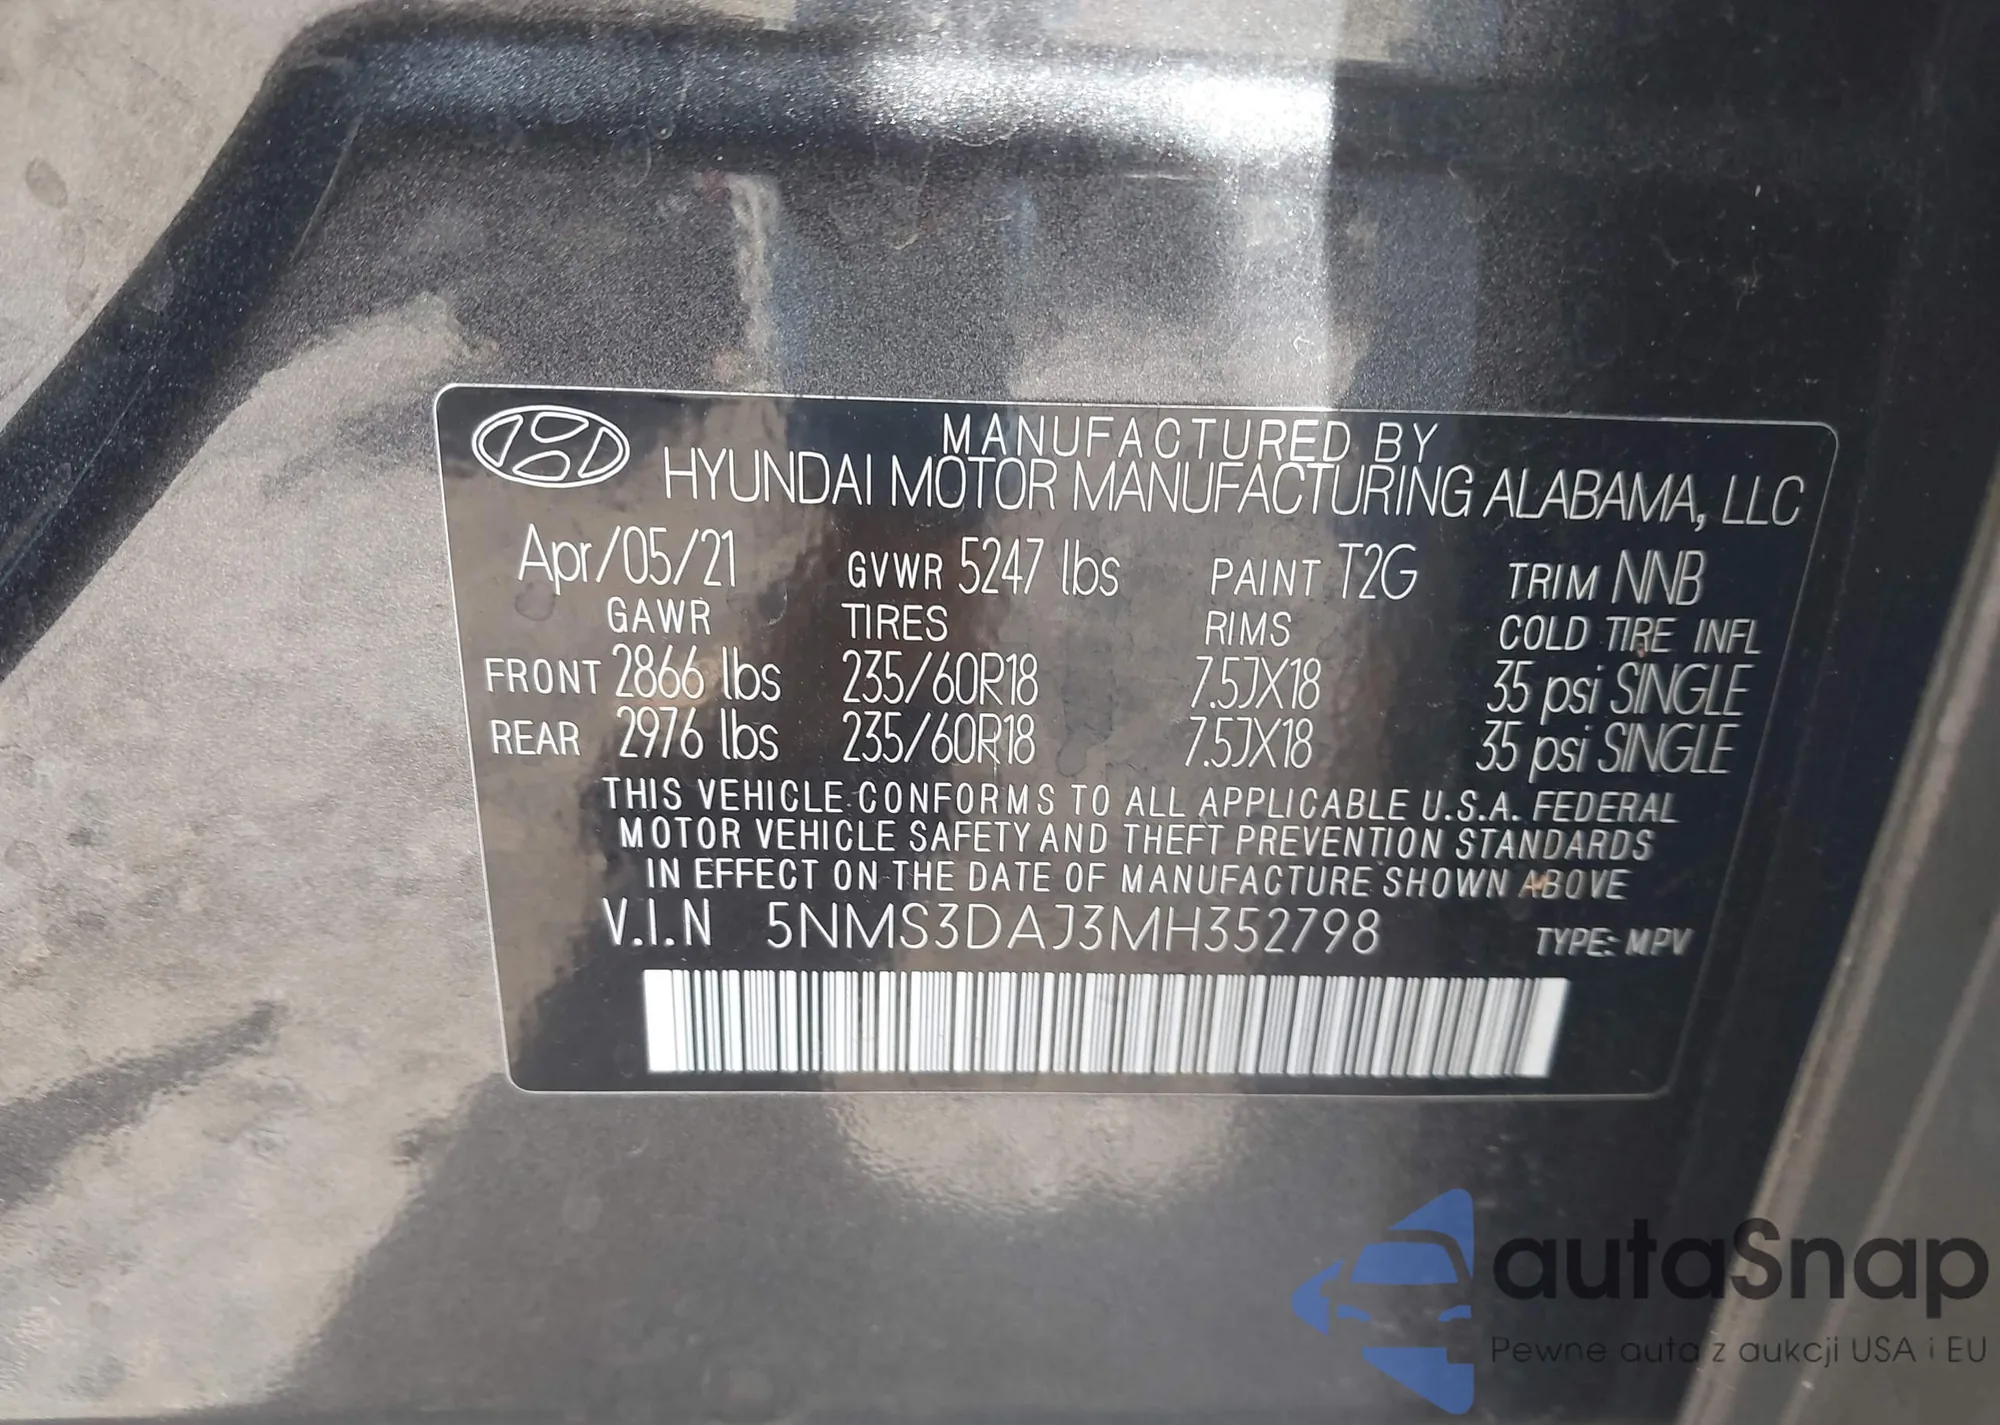 MANUFACTURED BY
HYUNDAI MOTOR MANUFACTURING ALABAMA, LLC
Apr/05/21 GVWR 5247 lbs PAINT T2G TRIM NNB
GAWR TIRES RIMS COLD TIRE INFL
FRONT 2866 lbs 235/60R18 7.5JX18 35 psi SINGLE
REAR 2976 lbs 235/60R18 7.5JX18 35 psi SINGLE
THIS VEHICLE CONFORMS TO ALL APPLICABLE U.S.A. FEDERAL
MOTOR VEHICLE SAFETY AND THEFT PREVENTION STANDARDS
IN EFFECT ON THE DATE OF MANUFACTURE SHOWN ABOVE
V.I.N 5NMS3DAJ3MH352798 TYPE: MPV
autaSnap
Pewne auta z aukcji USA i EU